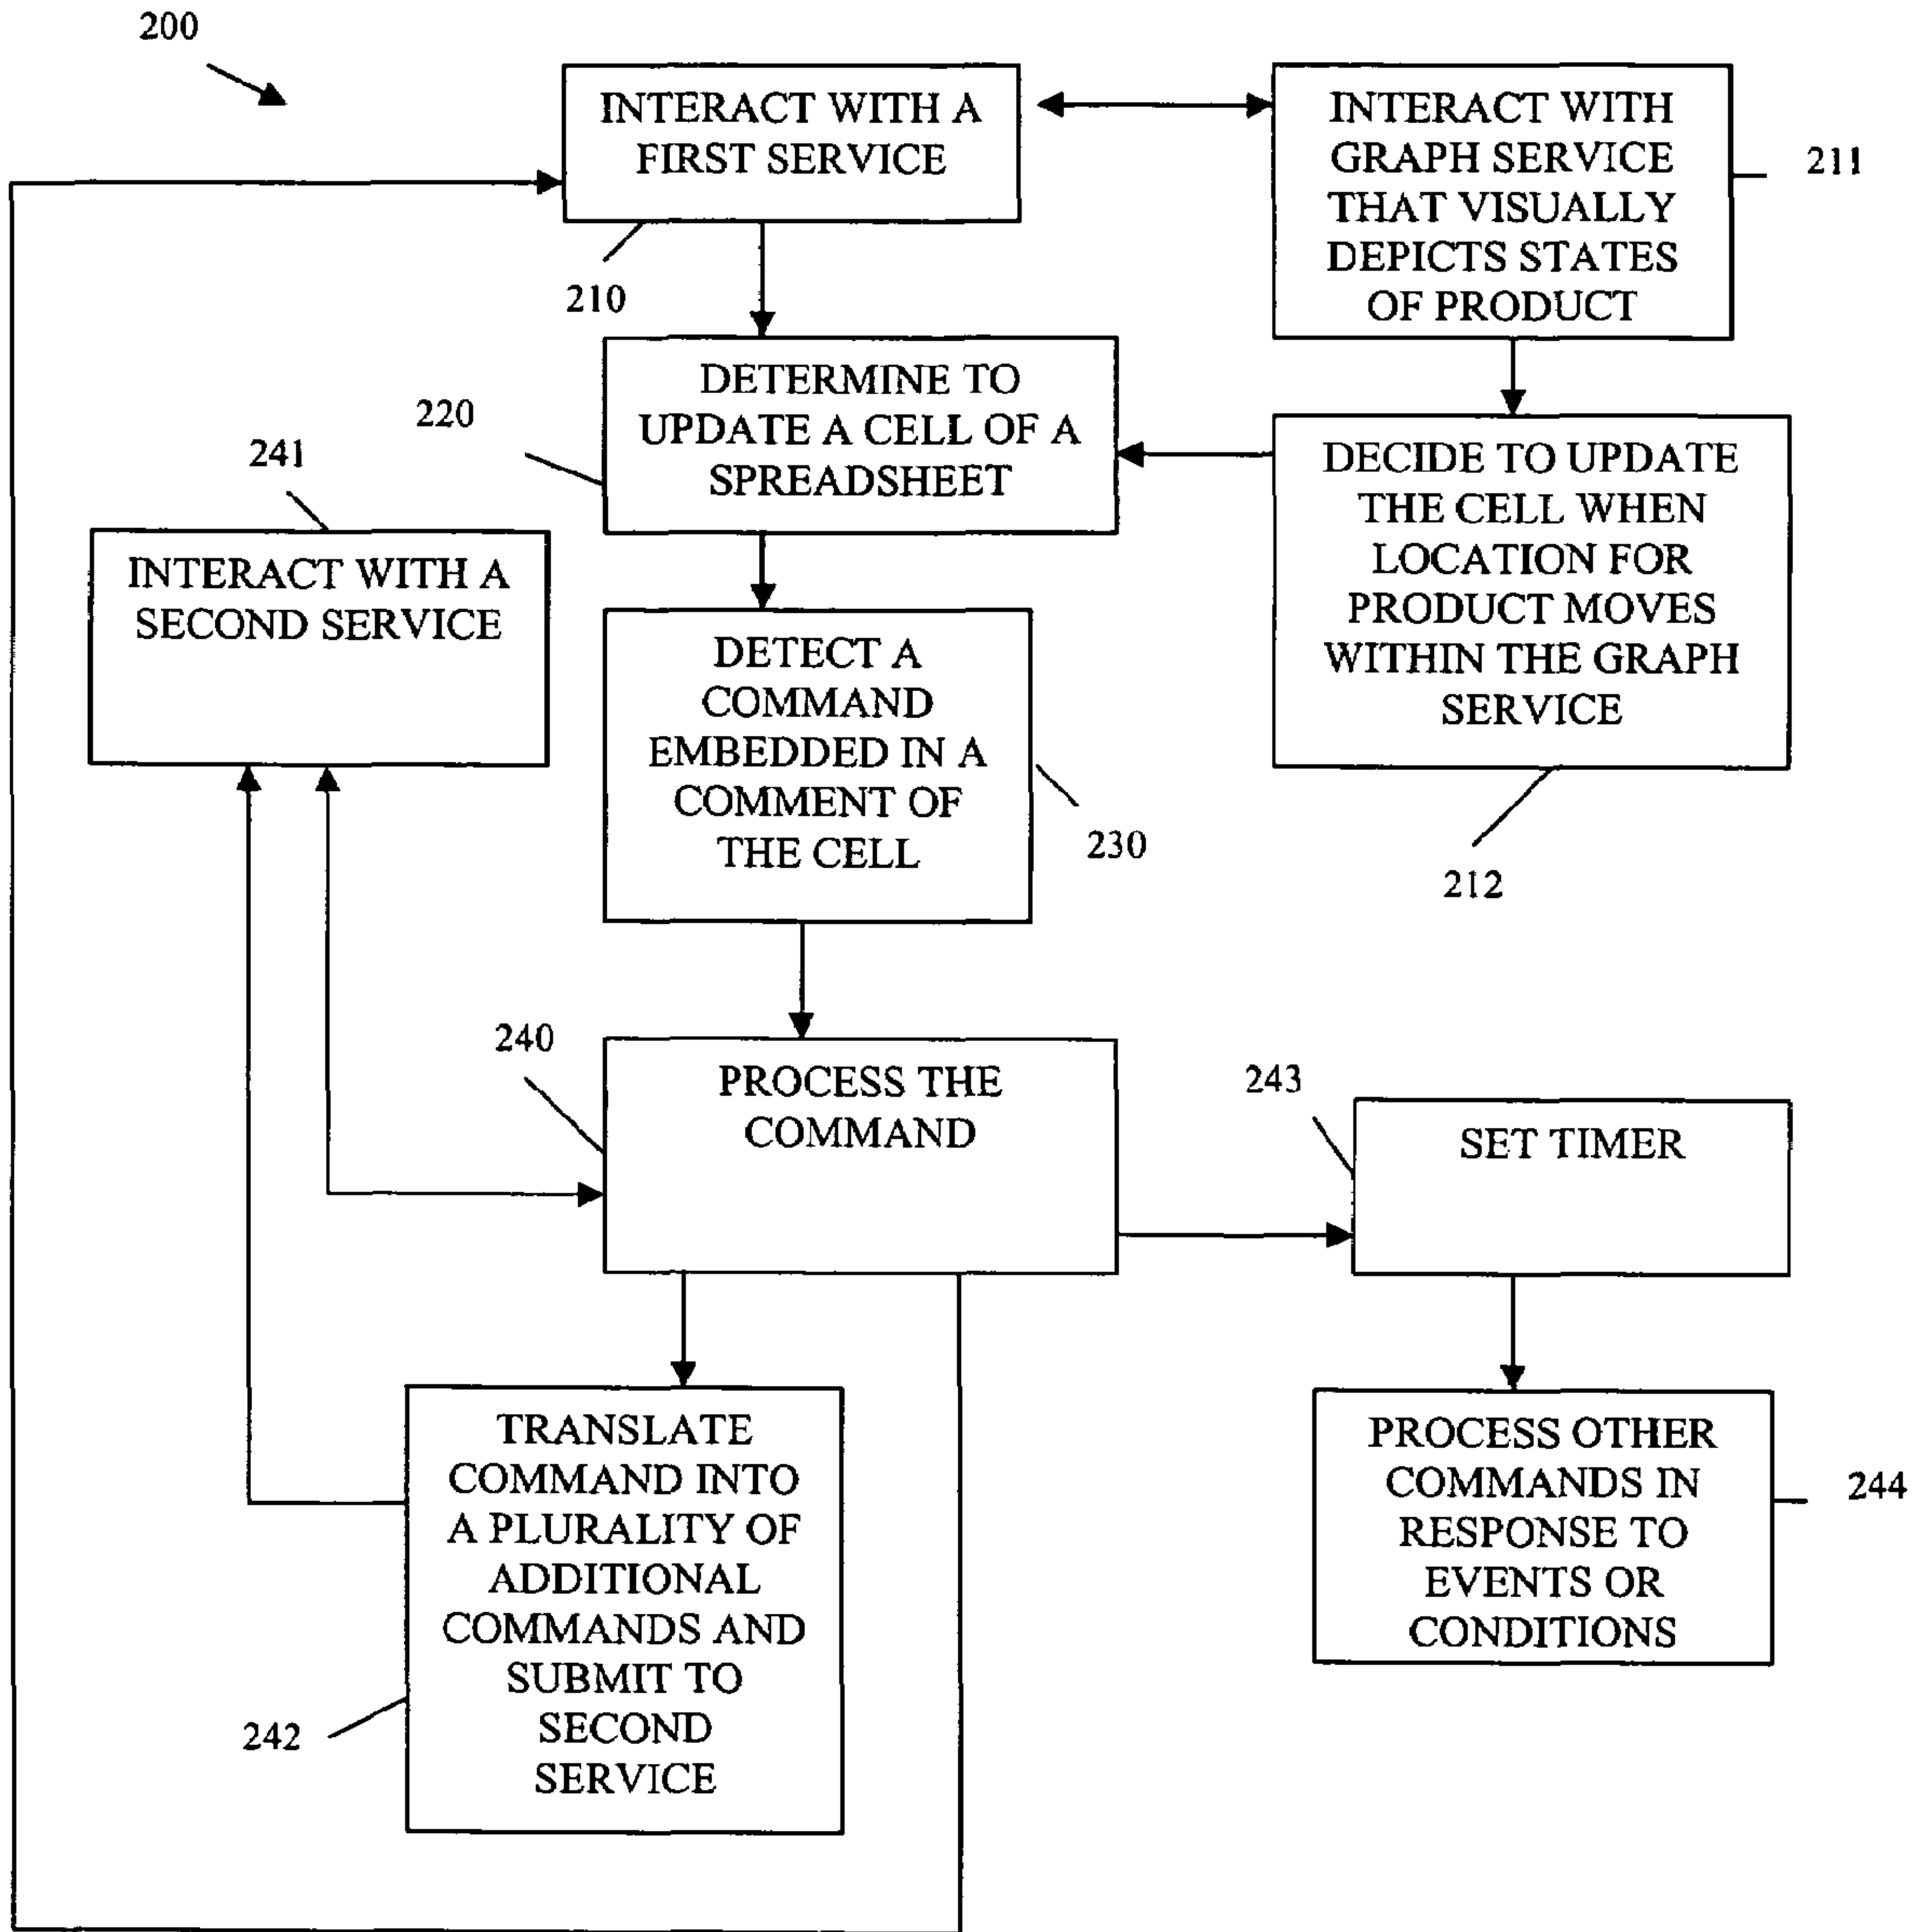 200
INTERACT WITH A
FIRST SERVICE
210
INTERACT WITH
GRAPH SERVICE
THAT VISUALLY
DEPICTS STATES
OF PRODUCT
211
DETERMINE TO
UPDATE A CELL OF A
SPREADSHEET
220
DECIDE TO UPDATE
THE CELL WHEN
LOCATION FOR
PRODUCT MOVES
WITHIN THE GRAPH
SERVICE
212
241
INTERACT WITH A
SECOND SERVICE
DETECT A
COMMAND
EMBEDDED IN A
COMMENT OF
THE CELL
230
240
PROCESS THE
COMMAND
243
SET TIMER
TRANSLATE
COMMAND INTO
A PLURALITY OF
ADDITIONAL
COMMANDS AND
SUBMIT TO
SECOND
SERVICE
242
PROCESS OTHER
COMMANDS IN
RESPONSE TO
EVENTS OR
CONDITIONS
244